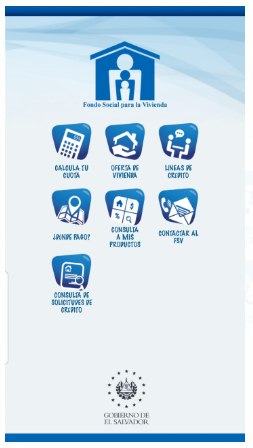 Fondo Social para la Vivienda
CALCULA TU
CUOTA
OFERTA DE
VIVIENDA
LINEAS DE
CREDITO
¿DONDE PAGO?
CONSULTA
A MIS
PRODUCTOS
CONTACTAR AL
FSV
CONSULTA DE
SOLICITUDES DE
CREDITO
GOBIERNO DE
EL SALVADOR